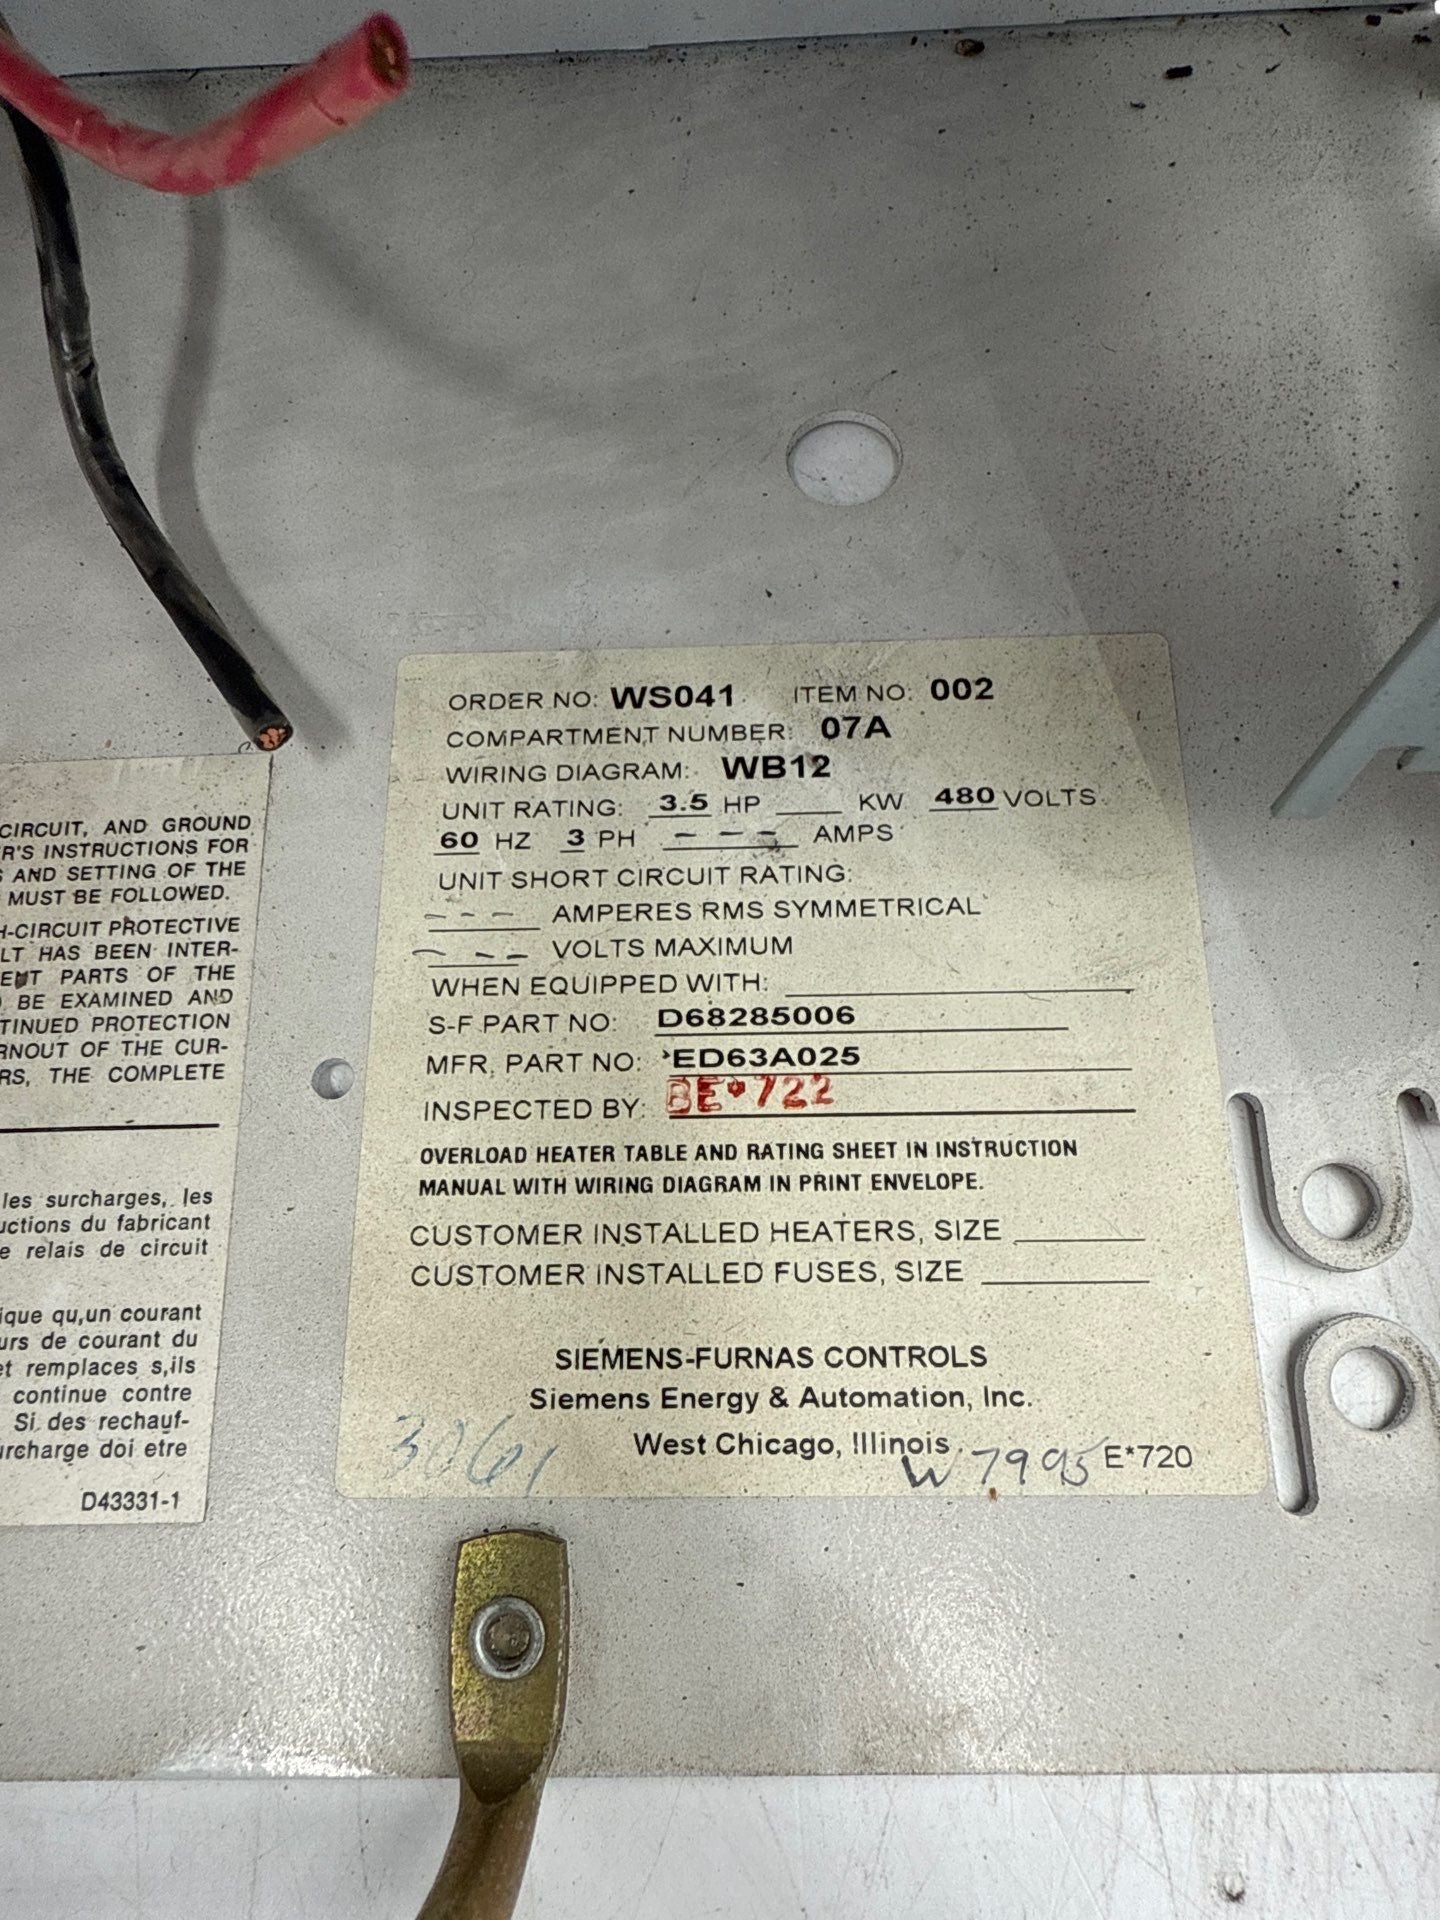 CIRCUIT, AND GROUND
R'S INSTRUCTIONS FOR
AND SETTING OF THE
MUST BE FOLLOWED.
H-CIRCUIT PROTECTIVE
LT HAS BEEN INTER-
PARTS OF THE
BE EXAMINED AND
TINUED PROTECTION
RNOUT OF THE CUR-
RS, THE COMPLETE
les surcharges, les
uctions du fabricant
e relais de circuit
ique qu,un courant
urs de courant du
et remplaces s,ils
continue contre
Si des rechauf-
urcharge doi etre
D43331-1
ORDER NO: WS041 ITEM NO: 002
COMPARTMENT NUMBER: 07A
WIRING DIAGRAM: WB12
UNIT RATING: 3.5 HP ____ KW 480 VOLTS
60 HZ 3 PH --- AMPS
UNIT SHORT CIRCUIT RATING:
--- AMPERES RMS SYMMETRICAL
--- VOLTS MAXIMUM
WHEN EQUIPPED WITH:
S-F PART NO: D68285006
MFR. PART NO: ED63A025
INSPECTED BY: BE*722
OVERLOAD HEATER TABLE AND RATING SHEET IN INSTRUCTION
MANUAL WITH WIRING DIAGRAM IN PRINT ENVELOPE.
CUSTOMER INSTALLED HEATERS, SIZE
CUSTOMER INSTALLED FUSES, SIZE
SIEMENS-FURNAS CONTROLS
Siemens Energy & Automation, Inc.
West Chicago, Illinois
W 7995 E*720